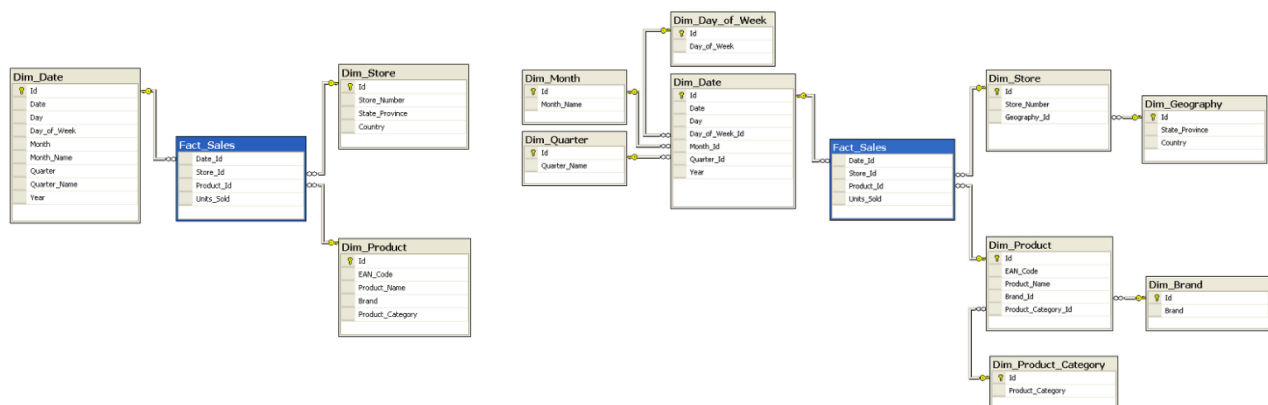 Dim_Date
Id
Date
Day
Day_of_Week
Month
Month_Name
Quarter
Quarter_Name
Year
Fact_Sales
Date_Id
Store_Id
Product_Id
Units_Sold
Dim_Store
Id
Store_Number
State_Province
Country
Dim_Product
Id
EAN_Code
Product_Name
Brand
Product_Category
Dim_Day_of_Week
Id
Day_of_Week
Dim_Month
Id
Month_Name
Dim_Quarter
Id
Quarter_Name
Dim_Date
Id
Date
Day
Day_of_Week_Id
Month_Id
Quarter_Id
Year
Fact_Sales
Date_Id
Store_Id
Product_Id
Units_Sold
Dim_Store
Id
Store_Number
Geography_Id
Dim_Geography
Id
State_Province
Country
Dim_Product
Id
EAN_Code
Product_Name
Brand_Id
Product_Category_Id
Dim_Brand
Id
Brand
Dim_Product_Category
Id
Product_Category